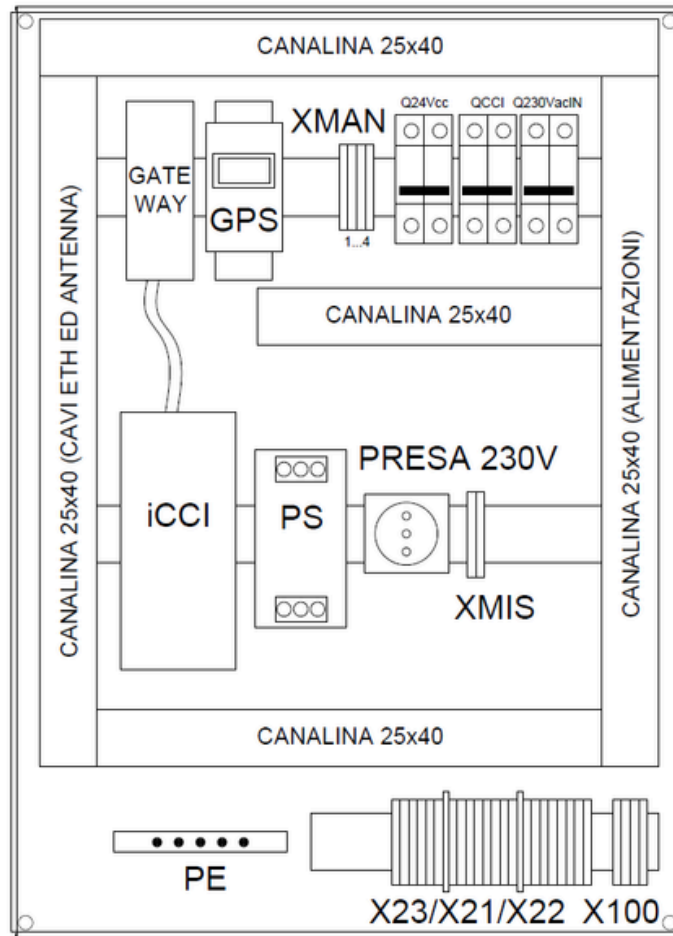 CANALINA 25x40
Q24Vcc
QCCI
Q230VacIN
XMAN
GATE
WAY
GPS
1...4
CANALINA 25x40
CANALINA 25x40 (CAVI ETH ED ANTENNA)
CANALINA 25x40 (ALIMENTAZIONI)
PRESA 230V
iCCI
PS
XMIS
CANALINA 25x40
PE
X23/X21/X22
X100